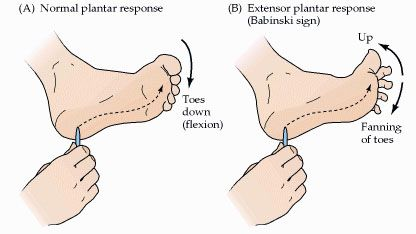 (A) Normal plantar response
Toes
down
(flexion)
(B) Extensor plantar response
(Babinski sign)
Up
Fanning
of toes